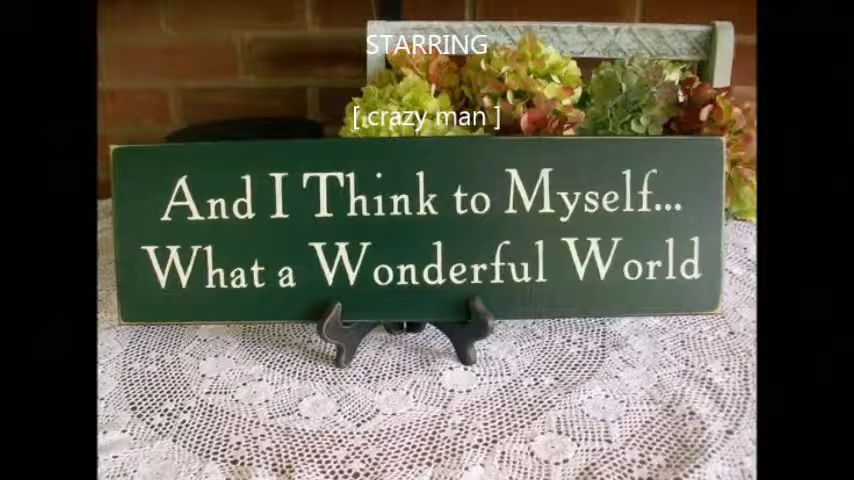 STARRING
[ crazy man ]
And I Think to Myself...
What a Wonderful World